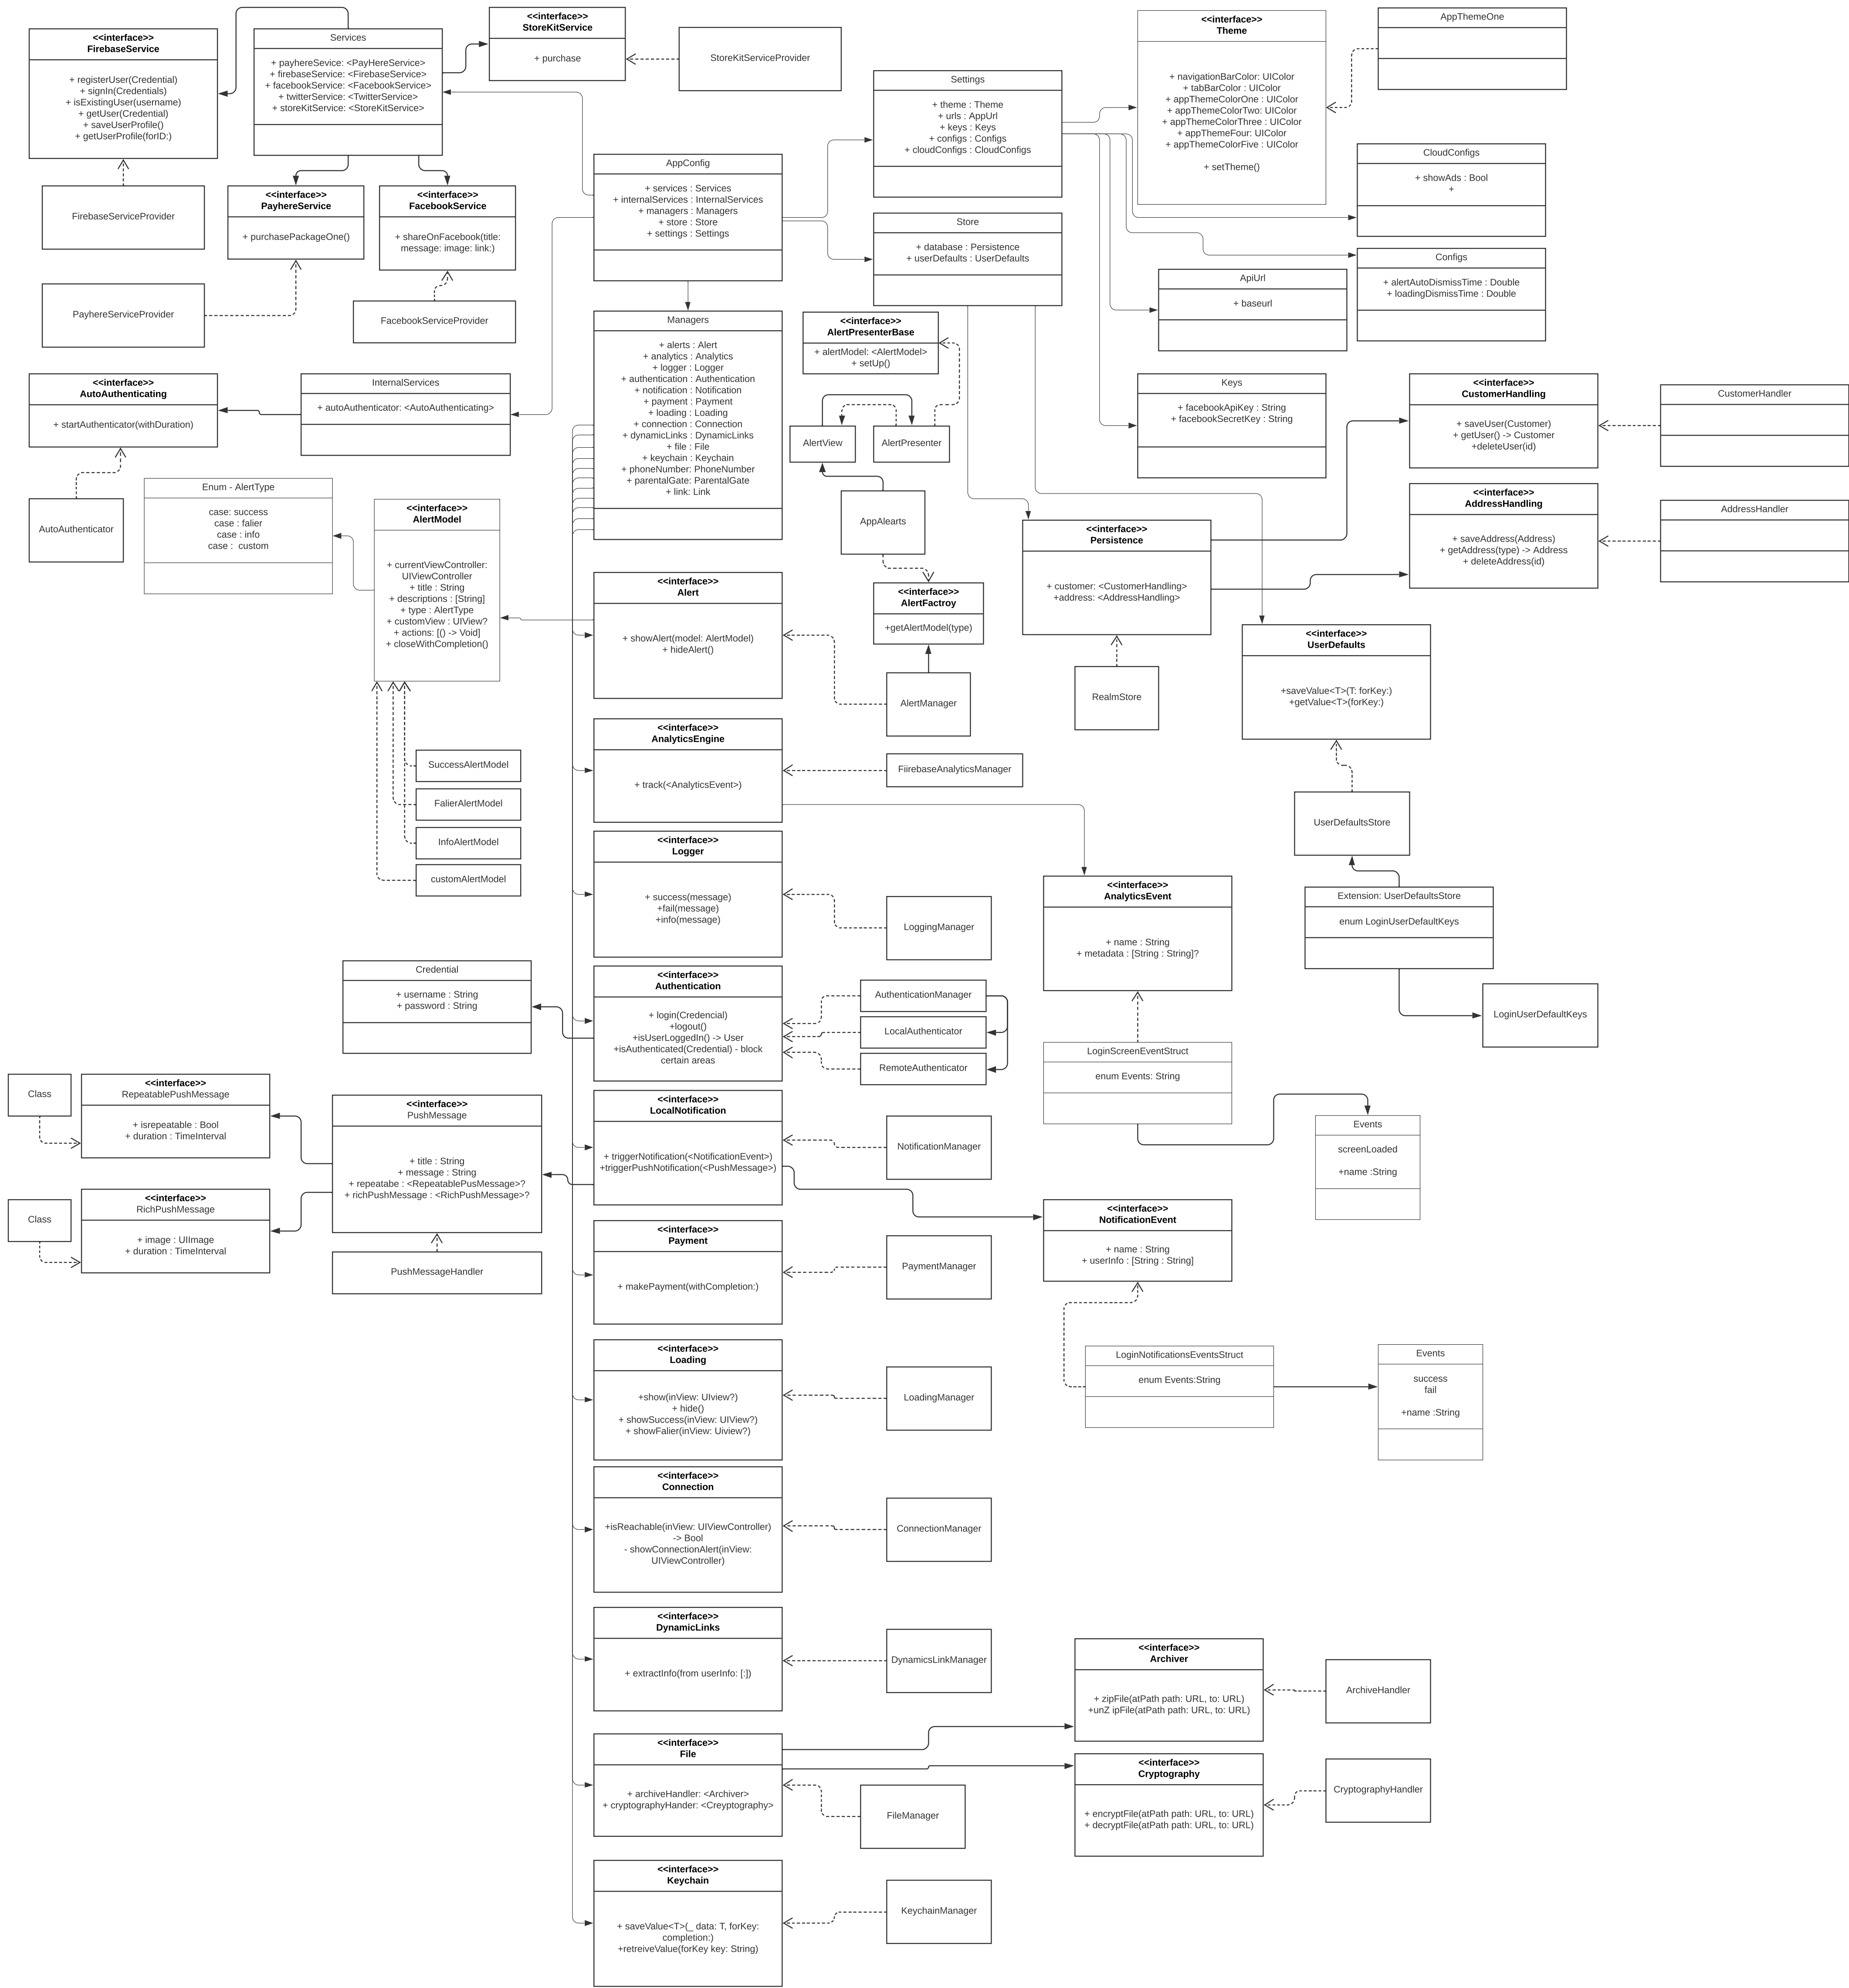 <<interface>>
FirebaseService
+ registerUser(Credential)
+ signIn(Credentials)
+ isExistingUser(username)
+ getUser(Credential)
+ saveUserProfile()
+ getUserProfile(forID:)
Services
+ payhereSevice: <PayHereService>
+ firebaseService: <FirebaseService>
+ facebookService: <FacebookService>
+ twitterService: <TwitterService>
+ storeKitService: <StoreKitService>
<<interface>>
StoreKitService
+ purchase
StoreKitServiceProvider
FirebaseServiceProvider
<<interface>>
PayhereService
+ purchasePackageOne()
<<interface>>
FacebookService
+ shareOnFacebook(title:
message: image: link:)
PayhereServiceProvider
FacebookServiceProvider
AppConfig
+ services : Services
+ internalServices : InternalServices
+ managers : Managers
+ store : Store
+ settings : Settings
Settings
+ theme : Theme
+ urls : AppUrl
+ keys : Keys
+ configs : Configs
+ cloudConfigs : CloudConfigs
Store
+ database : Persistence
+ userDefaults : UserDefaults
<<interface>>
Theme
+ navigationBarColor: UIColor
+ tabBarColor : UIColor
+ appThemeColorOne : UIColor
+ appThemeColorTwo: UIColor
+ appThemeColorThree : UIColor
+ appThemeFour: UIColor
+ appThemeColorFive : UIColor
+ setTheme()
AppThemeOne
CloudConfigs
+ showAds : Bool
+
Configs
+ alertAutoDismissTime : Double
+ loadingDismissTime : Double
ApiUrl
+ baseurl
Keys
+ facebookApiKey : String
+ facebookSecretKey : String
<<interface>>
AutoAuthenticating
+ startAuthenticator(withDuration)
InternalServices
+ autoAuthenticator: <AutoAuthenticating>
AutoAuthenticator
Managers
+ alerts : Alert
+ analytics : Analytics
+ logger : Logger
+ authentication : Authentication
+ notification : Notification
+ payment : Payment
+ loading : Loading
+ connection : Connection
+ dynamicLinks : DynamicLinks
+ file : File
+ keychain : Keychain
+ phoneNumber: PhoneNumber
+ parentalGate: ParentalGate
+ link: Link
<<interface>>
AlertPresenterBase
+ alertModel: <AlertModel>
+ setUp()
AlertView
AlertPresenter
AppAlearts
<<interface>>
AlertFactroy
+getAlertModel(type)
AlertManager
<<interface>>
CustomerHandling
+ saveUser(Customer)
+ getUser() -> Customer
+deleteUser(id)
CustomerHandler
<<interface>>
AddressHandling
+ saveAddress(Address)
+ getAddress(type) -> Address
+ deleteAddress(id)
AddressHandler
<<interface>>
Persistence
+ customer: <CustomerHandling>
+address: <AddressHandling>
RealmStore
<<interface>>
UserDefaults
+saveValue<T>(T: forKey:)
+getValue<T>(forKey:)
UserDefaultsStore
Extension: UserDefaultsStore
enum LoginUserDefaultKeys
LoginUserDefaultKeys
Enum - AlertType
case: success
case : falier
case : info
case :  custom
<<interface>>
AlertModel
+ currentViewController:
UIViewController
+ title : String
+ descriptions : [String]
+ type : AlertType
+ customView : UIView?
+ actions: [() -> Void]
+ closeWithCompletion()
SuccessAlertModel
FalierAlertModel
InfoAlertModel
customAlertModel
<<interface>>
Alert
+ showAlert(model: AlertModel)
+ hideAlert()
<<interface>>
AnalyticsEngine
+ track(<AnalyticsEvent>)
FiirebaseAnalyticsManager
<<interface>>
Logger
+ success(message)
+fail(message)
+info(message)
LoggingManager
<<interface>>
AnalyticsEvent
+ name : String
+ metadata : [String : String]?
LoginScreenEventStruct
enum Events: String
Events
screenLoaded
+name :String
Credential
+ username : String
+ password : String
<<interface>>
Authentication
+ login(Credencial)
+logout()
+isUserLoggedIn() -> User
+isAuthenticated(Credential) - block
certain areas
AuthenticationManager
LocalAuthenticator
RemoteAuthenticator
Class
<<interface>>
RepeatablePushMessage
+ isrepeatable : Bool
+ duration : TimeInterval
<<interface>>
PushMessage
+ title : String
+ message : String
+ repeatabe : <RepeatablePusMessage>?
+ richPushMessage : <RichPushMessage>?
Class
<<interface>>
RichPushMessage
+ image : UIImage
+ duration : TimeInterval
PushMessageHandler
<<interface>>
LocalNotification
+ triggerNotification(<NotificationEvent>)
+triggerPushNotification(<PushMessage>)
NotificationManager
<<interface>>
NotificationEvent
+ name : String
+ userInfo : [String : String]
LoginNotificationsEventsStruct
enum Events:String
Events
success
fail
+name :String
<<interface>>
Payment
+ makePayment(withCompletion:)
PaymentManager
<<interface>>
Loading
+show(inView: UIview?)
+ hide()
+ showSuccess(inView: UIView?)
+ showFalier(inView: Uiview?)
LoadingManager
<<interface>>
Connection
+isReachable(inView: UIViewController)
-> Bool
- showConnectionAlert(inView:
UIViewController)
ConnectionManager
<<interface>>
DynamicLinks
+ extractInfo(from userInfo: [:])
DynamicsLinkManager
<<interface>>
File
+ archiveHandler: <Archiver>
+ cryptographyHander: <Creyptography>
FileManager
<<interface>>
Archiver
+ zipFile(atPath path: URL, to: URL)
+unZ ipFile(atPath path: URL, to: URL)
ArchiveHandler
<<interface>>
Cryptography
+ encryptFile(atPath path: URL, to: URL)
+ decryptFile(atPath path: URL, to: URL)
CryptographyHandler
<<interface>>
Keychain
+ saveValue<T>(_ data: T, forKey:
completion:)
+retreiveValue(forKey key: String)
KeychainManager